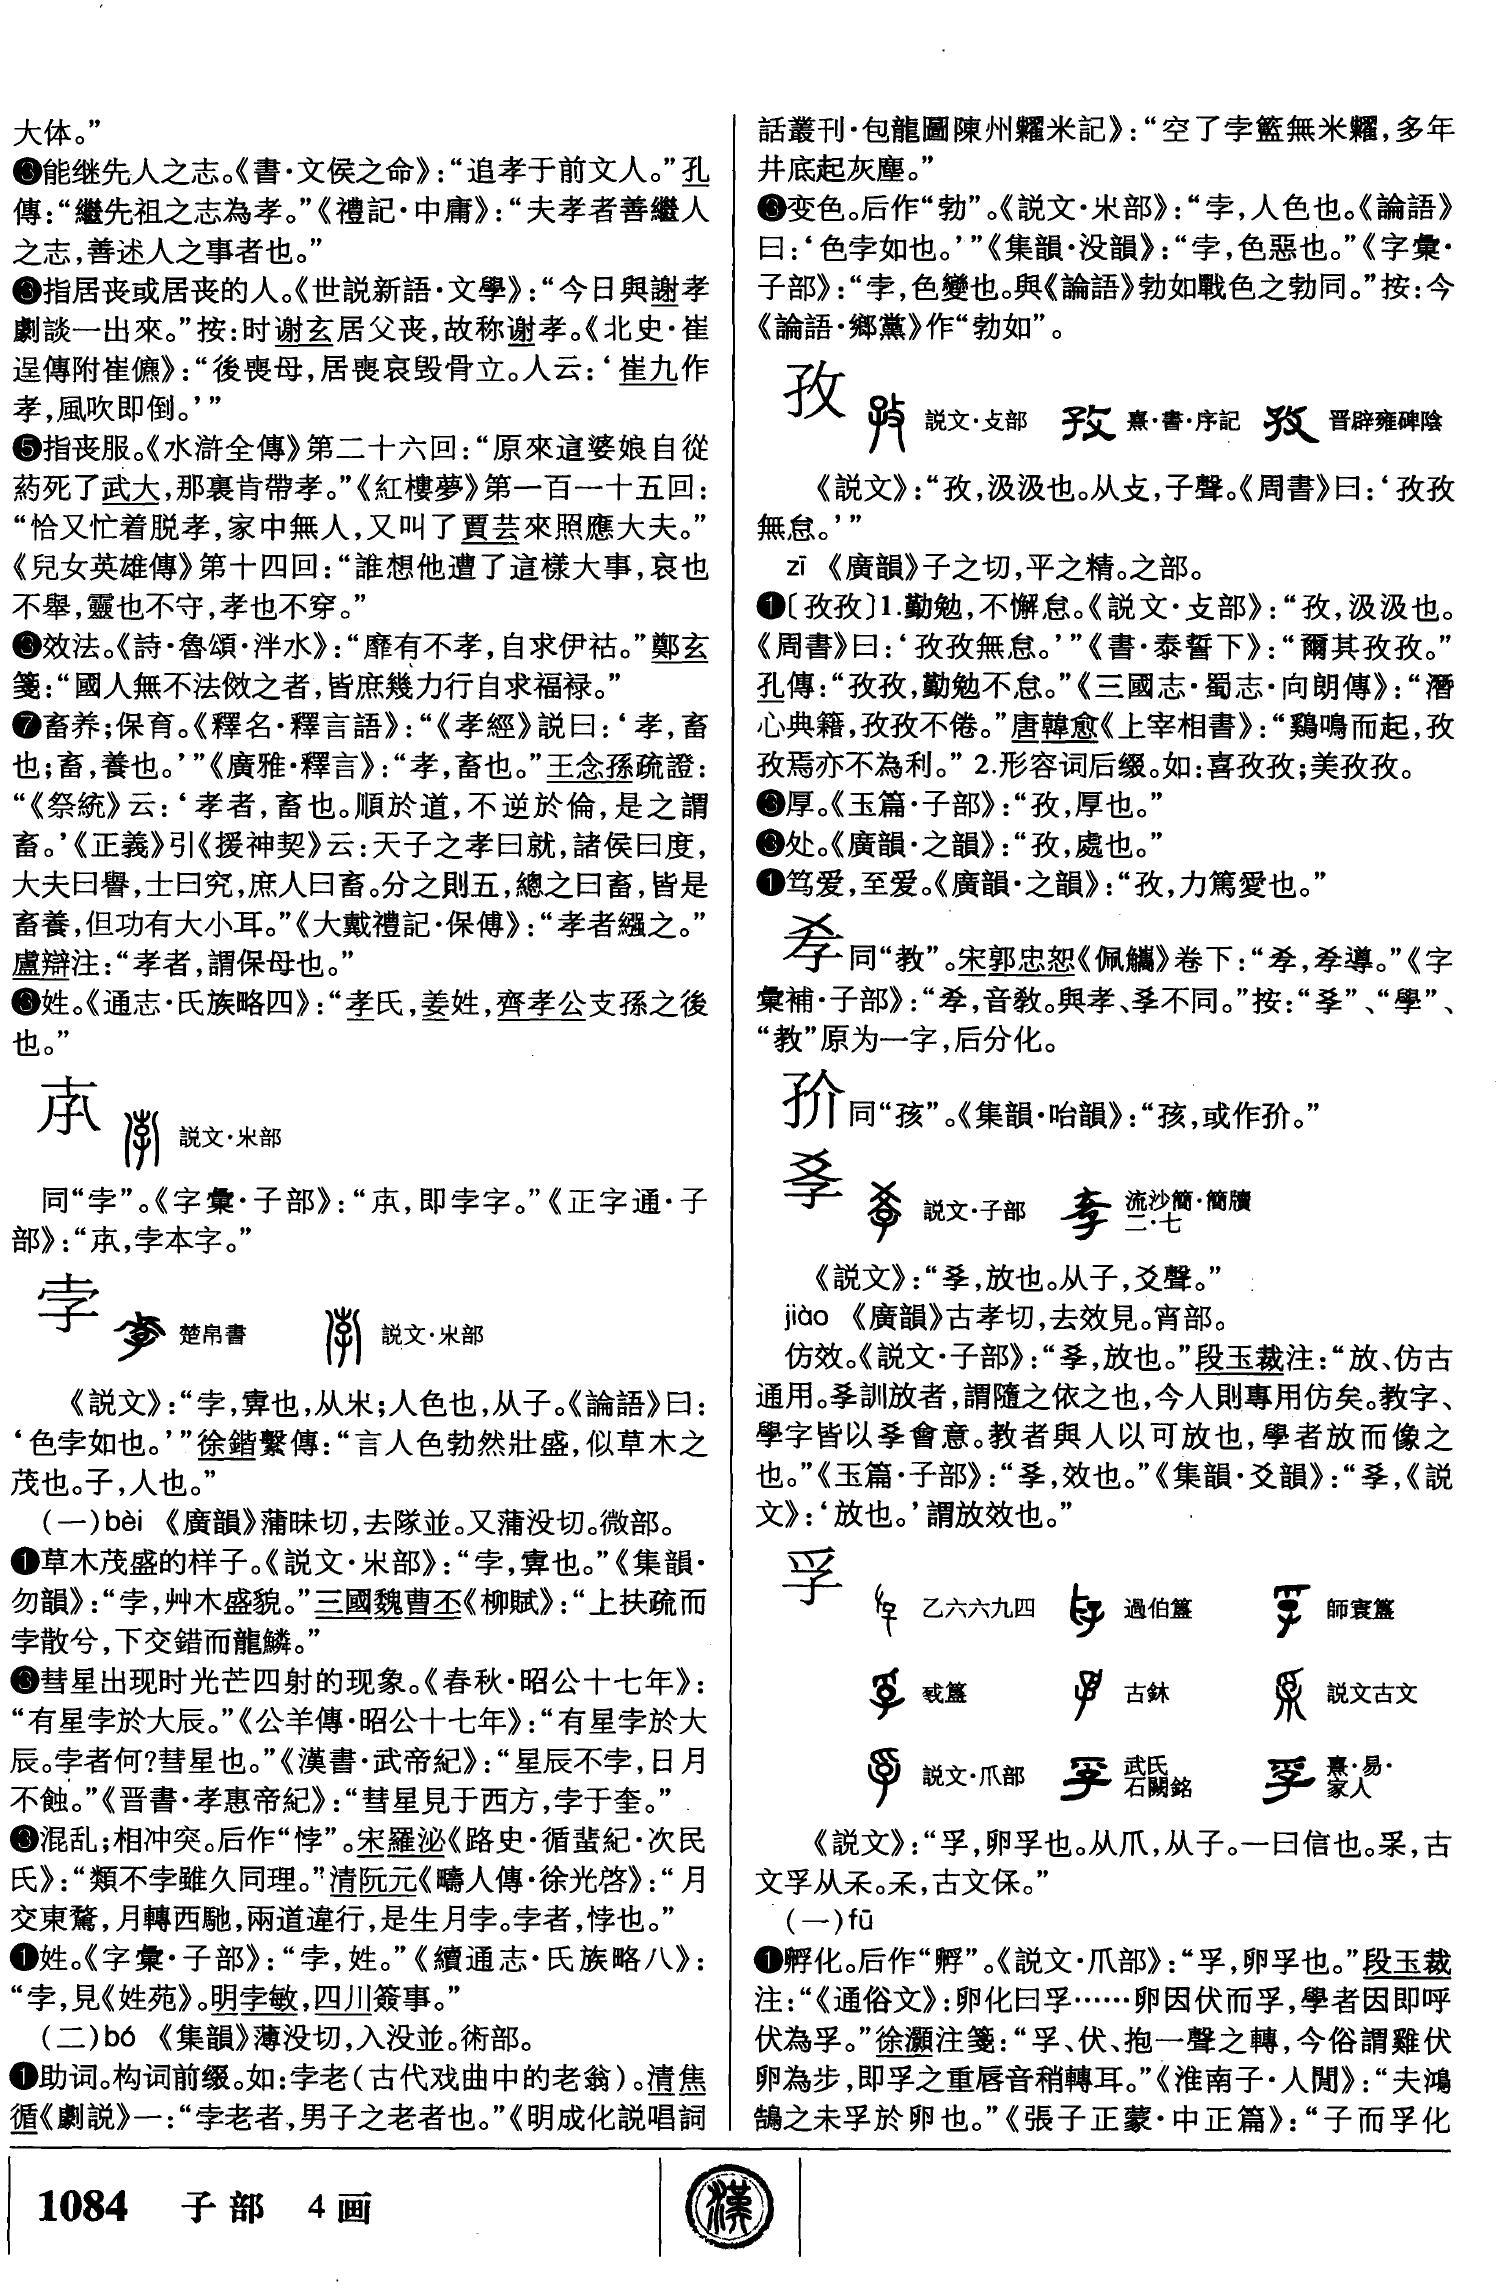 大体。”
❸能继先人之志。《書·文侯之命》：“追孝于前文人。”孔
傳：“繼先祖之志為孝。”《禮記·中庸》：“夫孝者善繼人
之志，善述人之事者也。”
指居丧或居丧的人。《世説新語·文學》：“今日與謝孝
劇談一出來。”按：时谢玄居父丧，故称谢孝。《北史·崔
逞傳附崔儦》：“後喪母，居喪哀毁骨立。人云：‘崔九作
孝，風吹即倒。’”
❺指丧服。《水滸全傳》第二十六回：“原來這婆娘自從
葯死了武大，那裏肯帶孝。”《紅樓夢》第一百一十五回：
“恰又忙着脱孝，家中無人，又叫了賈芸來照應大夫。”
《兒女英雄傳》第十四回：“誰想他遭了這樣大事，哀也
不舉，靈也不守，孝也不穿。”
效法。《詩·魯頌·泮水》：“靡有不孝，自求伊祜。”鄭玄
箋：“國人無不法傚之者，皆庶幾力行自求福禄。”
❼畜养；保育。《釋名·釋言語》：“《孝經》説曰：‘孝，畜
也；畜，養也。’”《廣雅·釋言》：“孝，畜也。”王念孫疏證：
“《祭統》云：‘孝者，畜也。順於道，不逆於倫，是之謂
畜。’《正義》引《援神契》云：天子之孝曰就，諸侯曰度，
大夫曰譽，士曰究，庶人曰畜。分之則五，總之曰畜，皆是
畜養，但功有大小耳。”《大戴禮記·保傅》：“孝者繦之。”
盧辯注：“孝者，謂保母也。”
姓。《通志·氏族略四》：“孝氏，姜姓，齊孝公支孫之後
也。”
𡥀 説文·𣎵部
同“孛”。《字彙·子部》：“𡥀，即孛字。”《正字通·子
部》：“𡥀，孛本字。”
孛 楚帛書 説文·𣎵部
《説文》：“孛，𡴆也，从𣎵；人色也，从子。《論語》曰：
‘色孛如也。’”徐鍇繫傳：“言人色勃然壯盛，似草木之
茂也。子，人也。”
（一）bèi 《廣韻》蒲昧切，去隊並。又蒲没切。微部。
❶草木茂盛的样子。《説文·𣎵部》：“孛，𡴆也。”《集韻·
勿韻》：“孛，艸木盛貌。”三國魏曹丕《柳賦》：“上扶疏而
孛散兮，下交錯而龍鱗。”
彗星出现时光芒四射的现象。《春秋·昭公十七年》：
“有星孛於大辰。”《公羊傳·昭公十七年》：“有星孛於大
辰。孛者何？彗星也。”《漢書·武帝紀》：“星辰不孛，日月
不蝕。”《晋書·孝惠帝紀》：“彗星見于西方，孛于奎。”
❸混乱；相冲突。后作“悖”。宋羅泌《路史·循蜚紀·次民
氏》：“類不孛雖久同理。”清阮元《疇人傳·徐光啓》：“月
交東騖，月轉西馳，兩道違行，是生月孛。孛者，悖也。”
❶姓。《字彙·子部》：“孛，姓。”《續通志·氏族略八》：
“孛，見《姓苑》。明孛敏，四川簽事。”
（二）bó 《集韻》薄没切，入没並。術部。
❶助词。构词前缀。如：孛老（古代戏曲中的老翁）。清焦
循《劇説》一：“孛老者，男子之老者也。”《明成化説唱詞
話叢刊·包龍圖陳州糶米記》：“空了孛籃無米糶，多年
井底起灰塵。”
变色。后作“勃”。《説文·𣎵部》：“孛，人色也。《論語》
曰：‘色孛如也。’”《集韻·没韻》：“孛，色惡也。”《字彙·
子部》：“孛，色變也。與《論語》勃如戰色之勃同。”按：今
《論語·鄉黨》作“勃如”。
孜 説文·攴部 熹·書·序記 晋辟雍碑陰
《説文》：“孜，汲汲也。从攴，子聲。《周書》曰：‘孜孜
無怠。’”
zī 《廣韻》子之切，平之精。之部。
❶〔孜孜〕1.勤勉，不懈怠。《説文·攴部》：“孜，汲汲也。
《周書》曰：‘孜孜無怠。’”《書·泰誓下》：“爾其孜孜。”
孔傳：“孜孜，勤勉不怠。”《三國志·蜀志·向朗傳》：“潛
心典籍，孜孜不倦。”唐韓愈《上宰相書》：“鷄鳴而起，孜
孜焉亦不為利。” 2.形容词后缀。如：喜孜孜；美孜孜。
厚。《玉篇·子部》：“孜，厚也。”
❸处。《廣韻·之韻》：“孜，處也。”
❶笃爱，至爱。《廣韻·之韻》：“孜，力篤愛也。”
𡥉同“教”。宋郭忠恕《佩觿》卷下：“𡥉，𡥉導。”《字
彙補·子部》：“𡥉，音教。與孝、㝅不同。”按：“𡥈”、“學”、
“教”原为一字，后分化。
𡥊同“孩”。《集韻·咍韻》：“孩，或作𡥊。”
𡥈 説文·子部 流沙簡·簡牘
二·七
《説文》：“𡥈，放也。从子，爻聲。”
jiào 《廣韻》古孝切，去效見。宵部。
仿效。《説文·子部》：“𡥈，放也。”段玉裁注：“放、仿古
通用。𡥈訓放者，謂隨之依之也，今人則專用仿矣。教字、
學字皆以𡥈會意。教者與人以可放也，學者放而像之
也。”《玉篇·子部》：“𡥈，效也。”《集韻·爻韻》：“𡥈，《説
文》：‘放也。’謂放效也。”
孚 乙六六九四 過伯簋 師㝨簋
𢦚簋 古鉥 説文古文
説文·爪部 武氏
石闕銘 熹·易·
家人
《説文》：“孚，卵孚也。从爪，从子。一曰信也。𤔍，古
文孚从𣎼。𣎼，古文保。”
（一）fū
❶孵化。后作“孵”。《説文·爪部》：“孚，卵孚也。”段玉裁
注：“《通俗文》：卵化曰孚……卵因伏而孚，學者因即呼
伏為孚。”徐灝注箋：“孚、伏、抱一聲之轉，今俗謂雞伏
卵為步，即孚之重唇音稍轉耳。”《淮南子·人間》：“夫鴻
鵠之未孚於卵也。”《張子正蒙·中正篇》：“子而孚化
1084 子部 4画
漢